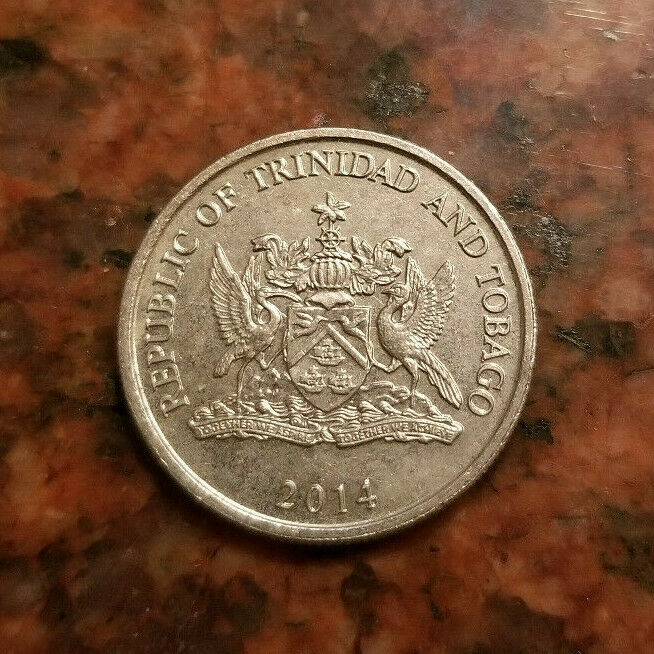 REPUBLIC OF TRINIDAD AND TOBAGO
TOGETHER WE ASPIRE
TOGETHER WE ACHIEVE
2014